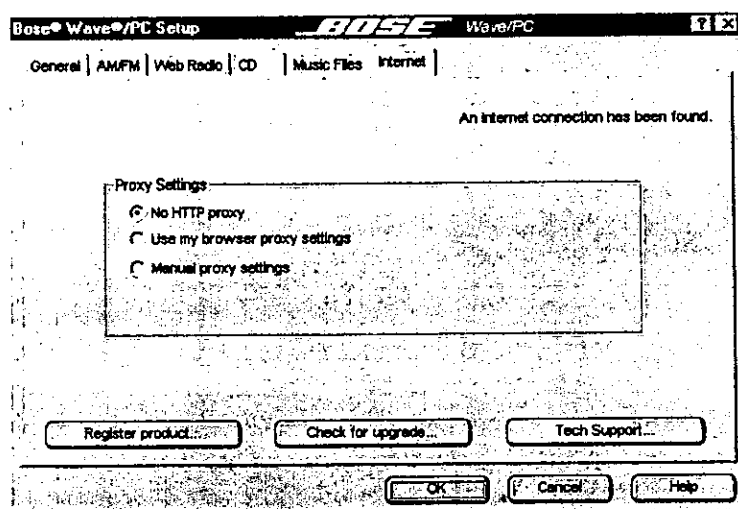 Bose® Wave®/PC Setup BOSE Wave/PC
General AM/FM Web Radio CD Music Files Internet
An internet connection has been found.
Proxy Settings
No HTTP proxy
Use my browser proxy settings
Manual proxy settings
Register product... Check for upgrade... Tech Support...
OK Cancel Help